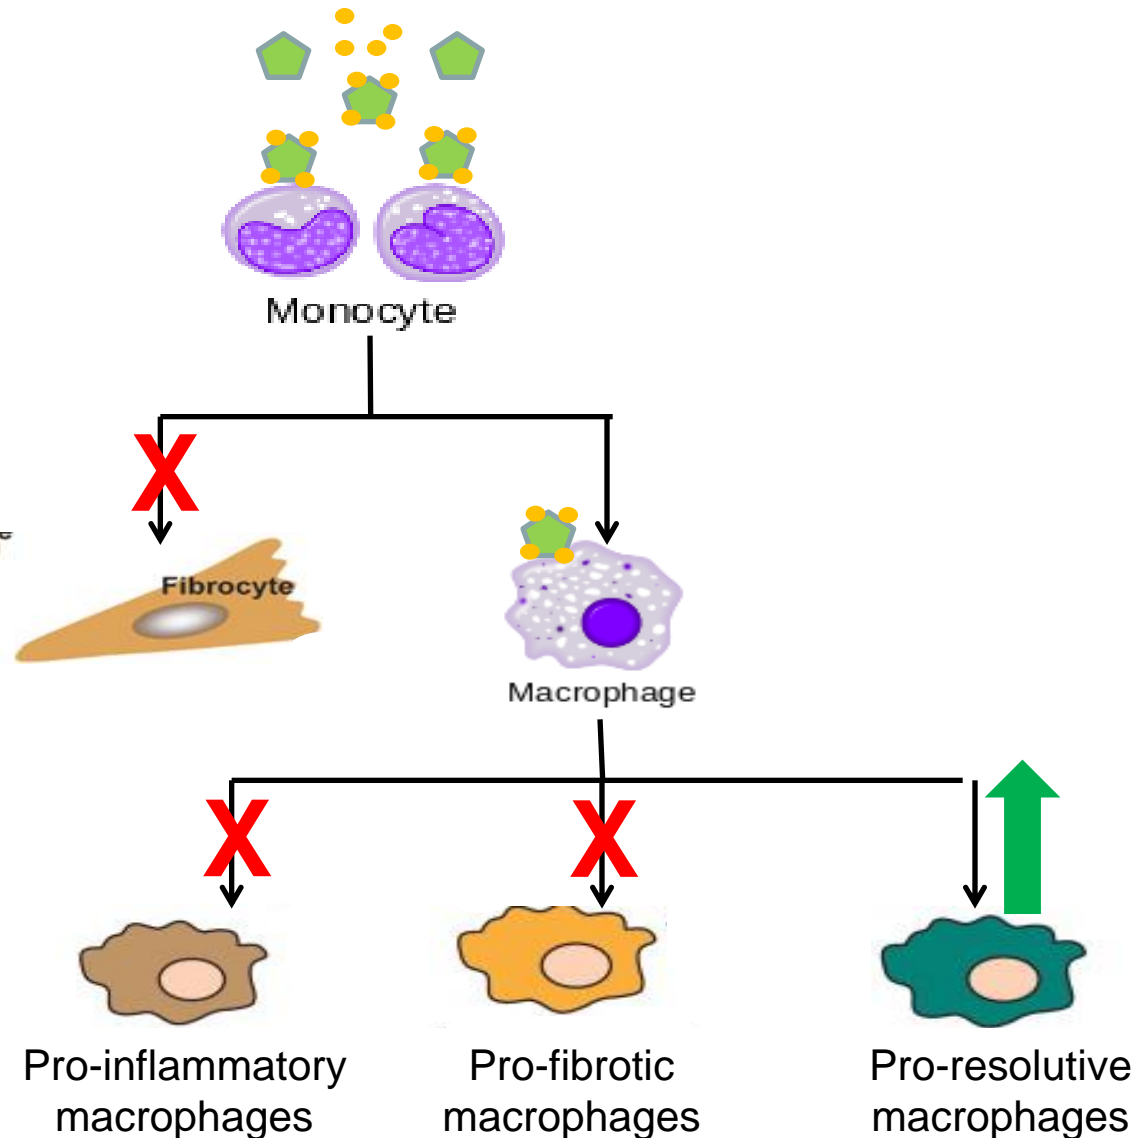 Monocyte
X
Fibrocyte
Macrophage
X X
Pro-inflammatory
macrophages
Pro-fibrotic
macrophages
Pro-resolutive
macrophages